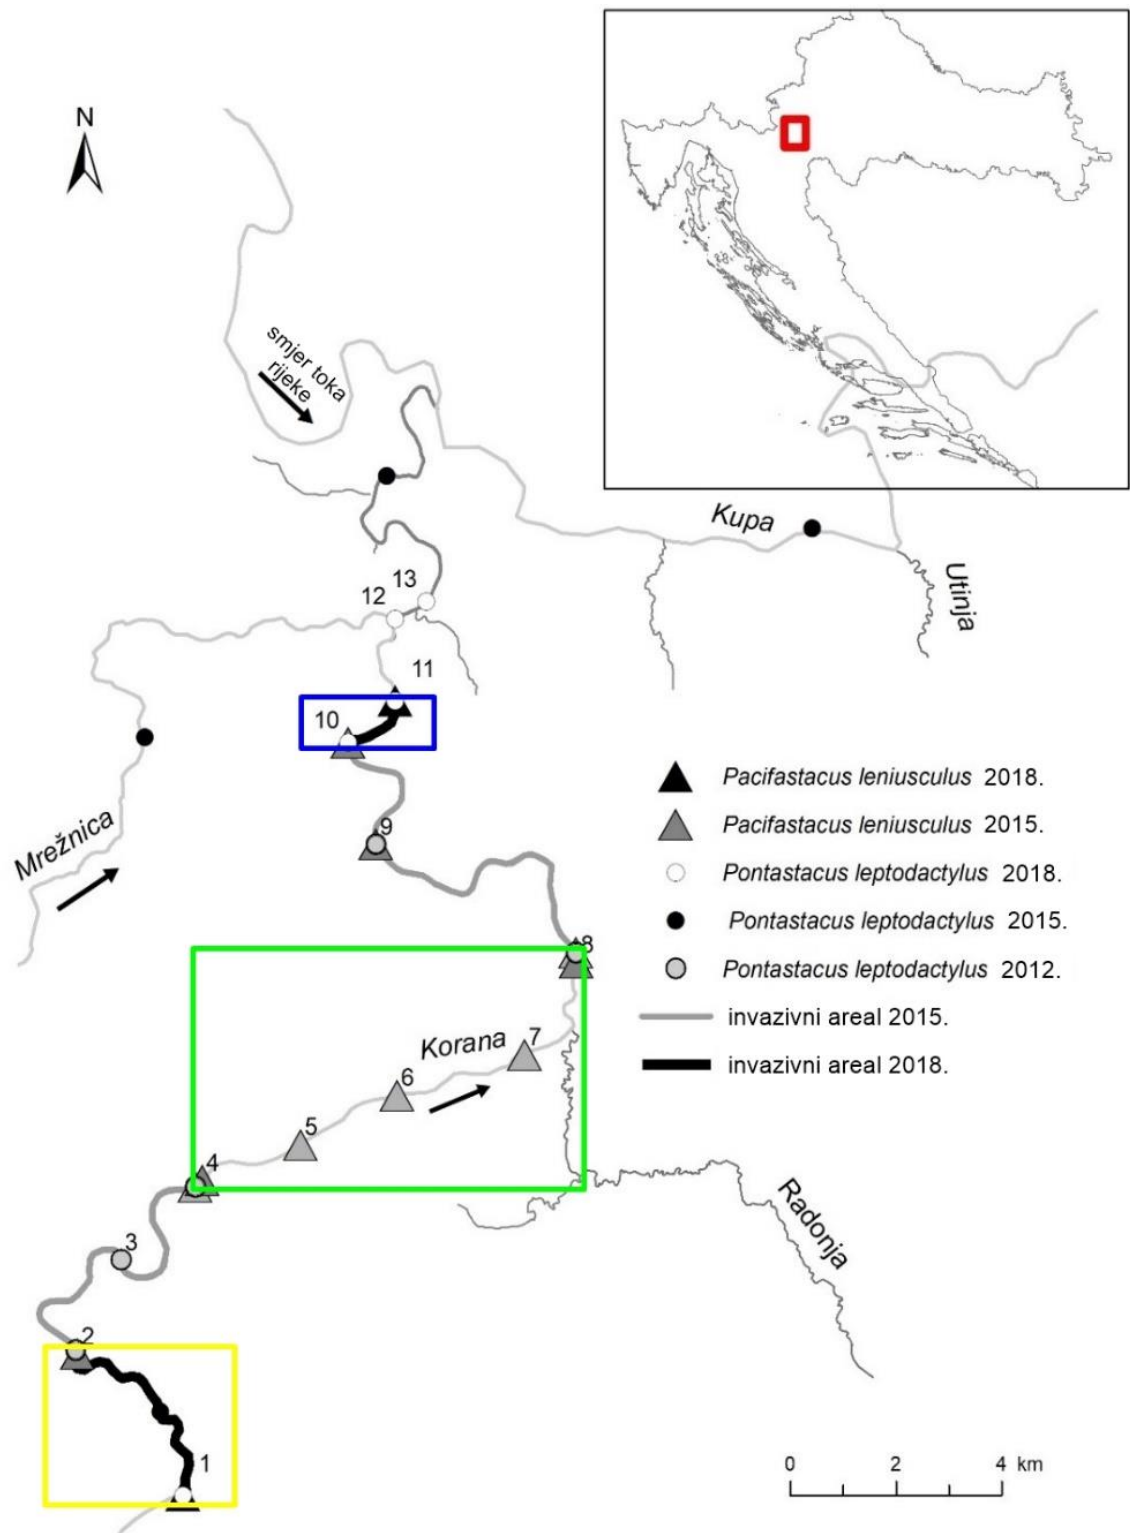 N
smjer toka
rijeke
Kupa
Utinja
13
12
11
10
Mrežnica
9
8
Korana
7
6
5
4
3
2
1
Radonja
Pacifastacus leniusculus 2018.
Pacifastacus leniusculus 2015.
Pontastacus leptodactylus 2018.
Pontastacus leptodactylus 2015.
Pontastacus leptodactylus 2012.
invazivni areal 2015.
invazivni areal 2018.
0 2 4 km